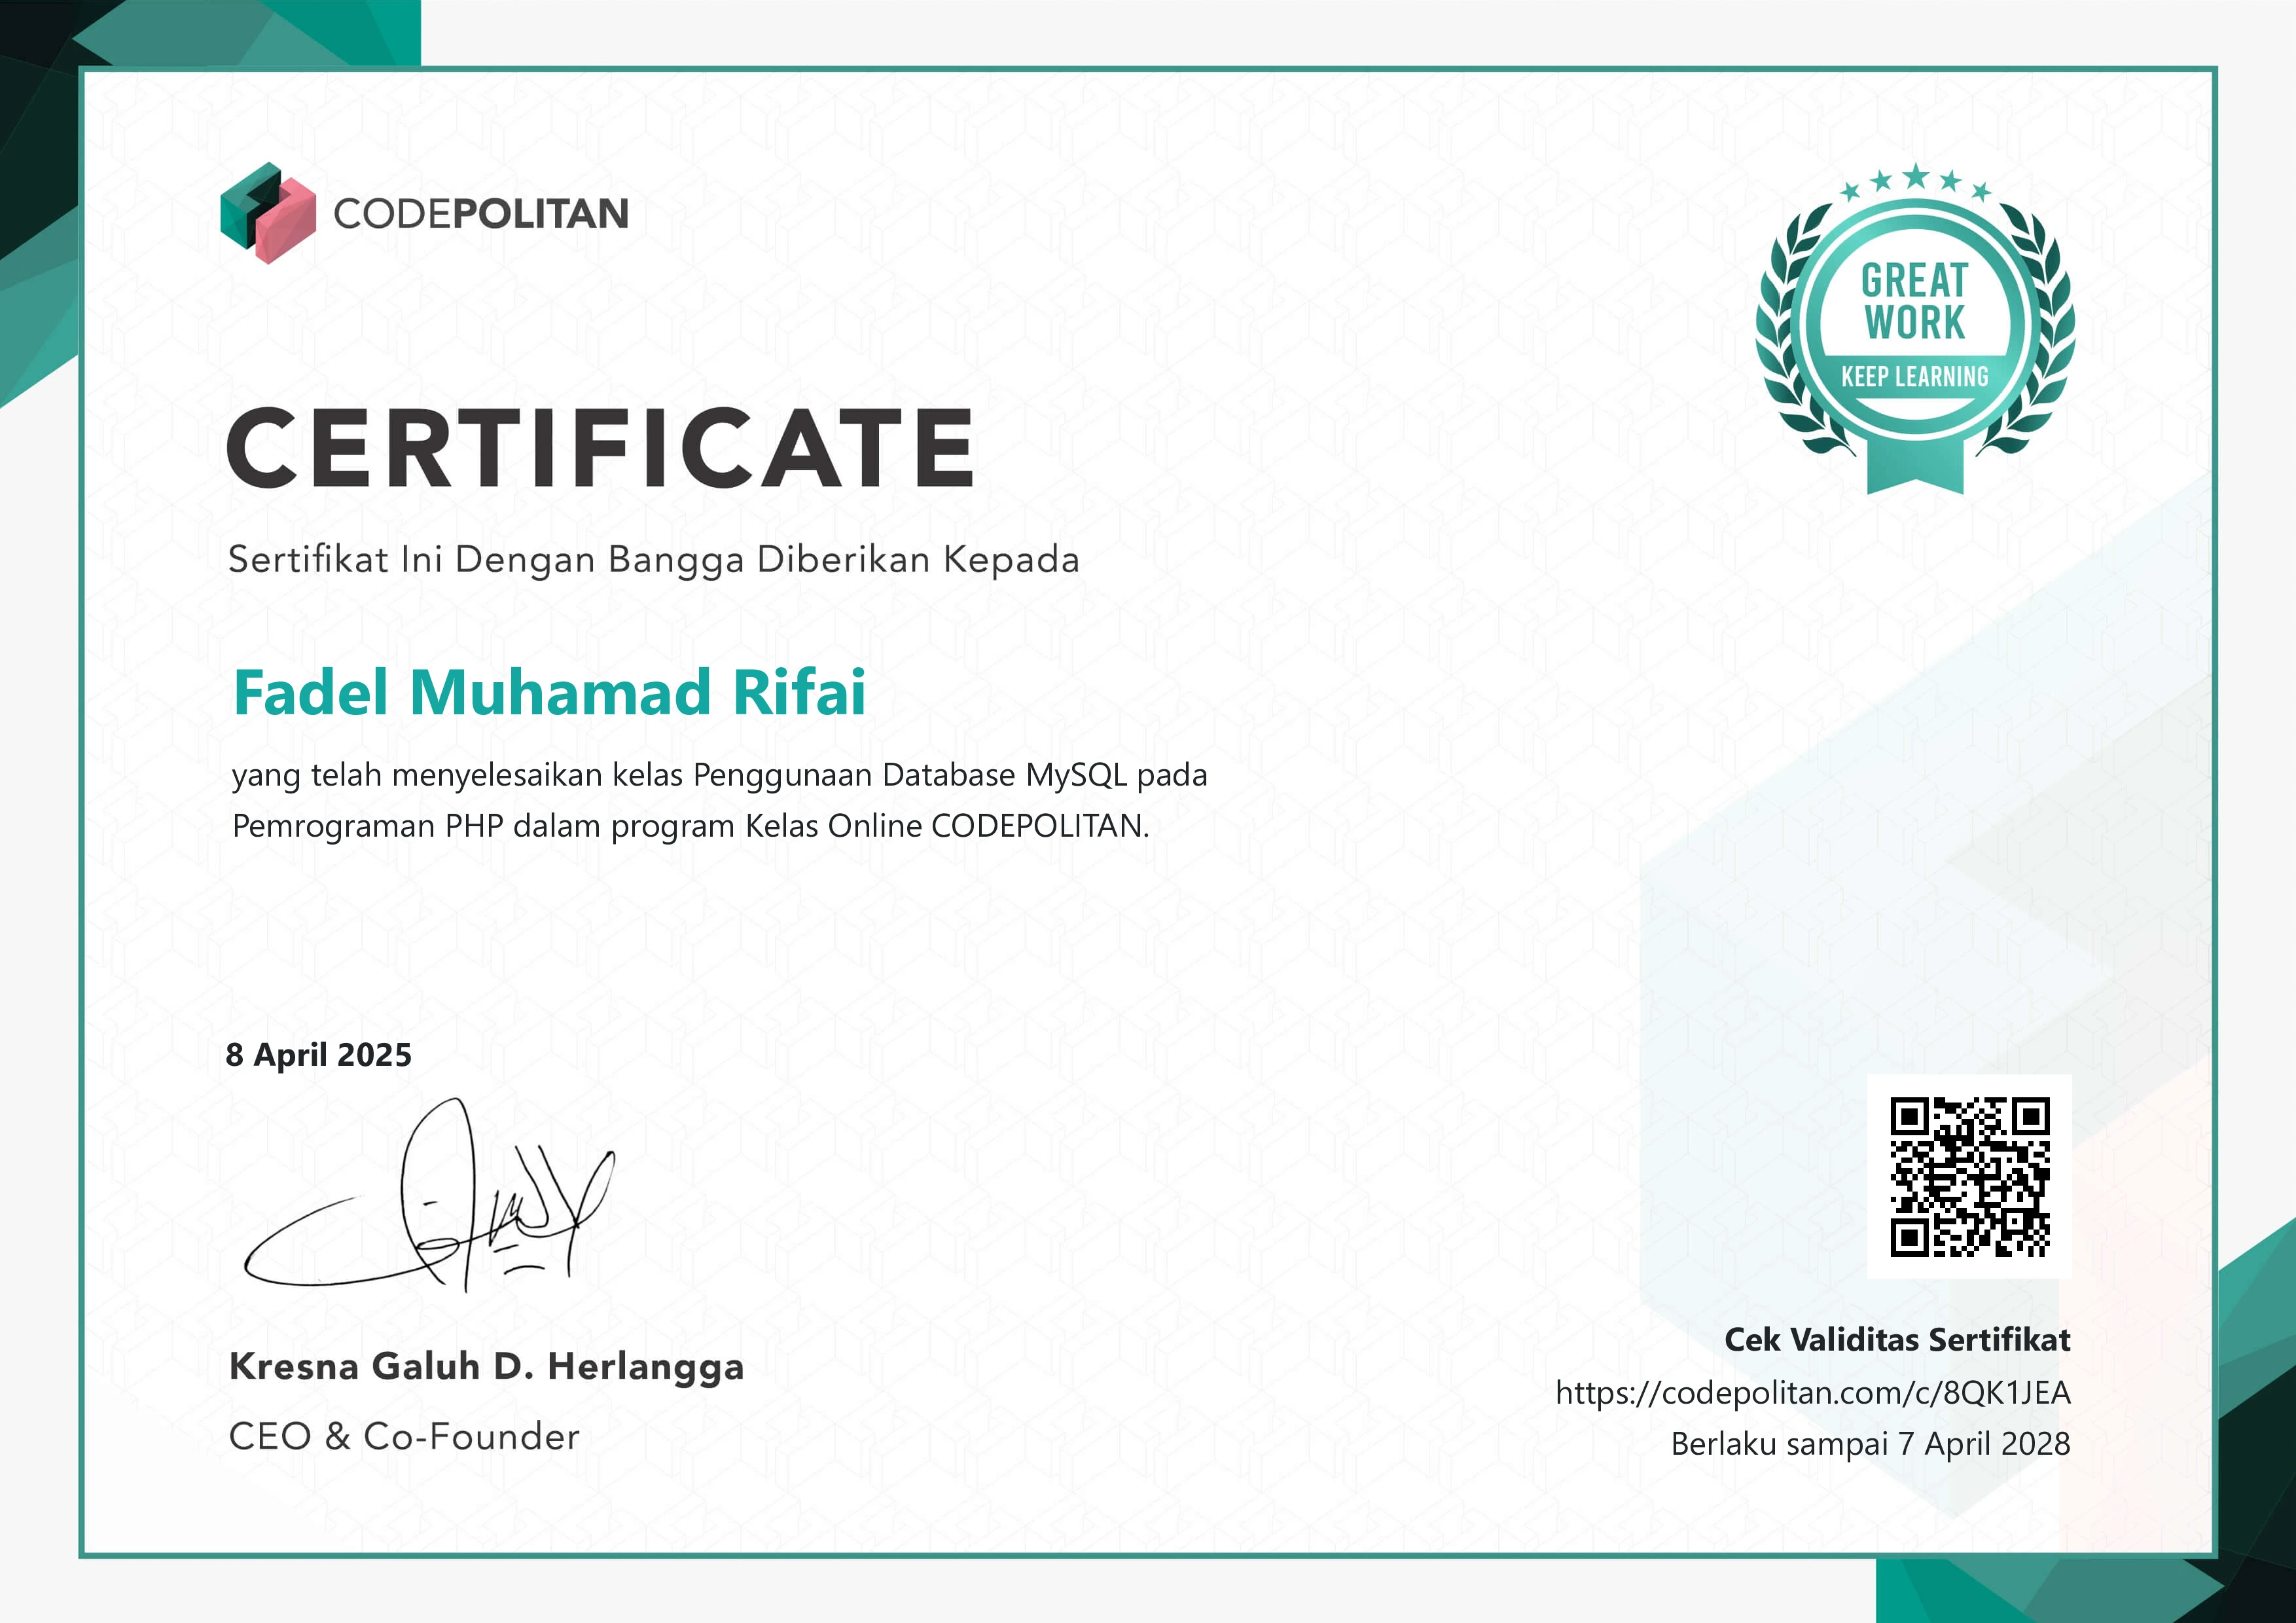 CODEPOLITAN
GREAT
WORK
KEEP LEARNING
CERTIFICATE
Sertifikat Ini Dengan Bangga Diberikan Kepada
Fadel Muhamad Rifai
yang telah menyelesaikan kelas Penggunaan Database MySQL pada
Pemrograman PHP dalam program Kelas Online CODEPOLITAN.
8 April 2025
Kresna Galuh D. Herlangga
CEO & Co-Founder
Cek Validitas Sertifikat
https://codepolitan.com/c/8QK1JEA
Berlaku sampai 7 April 2028